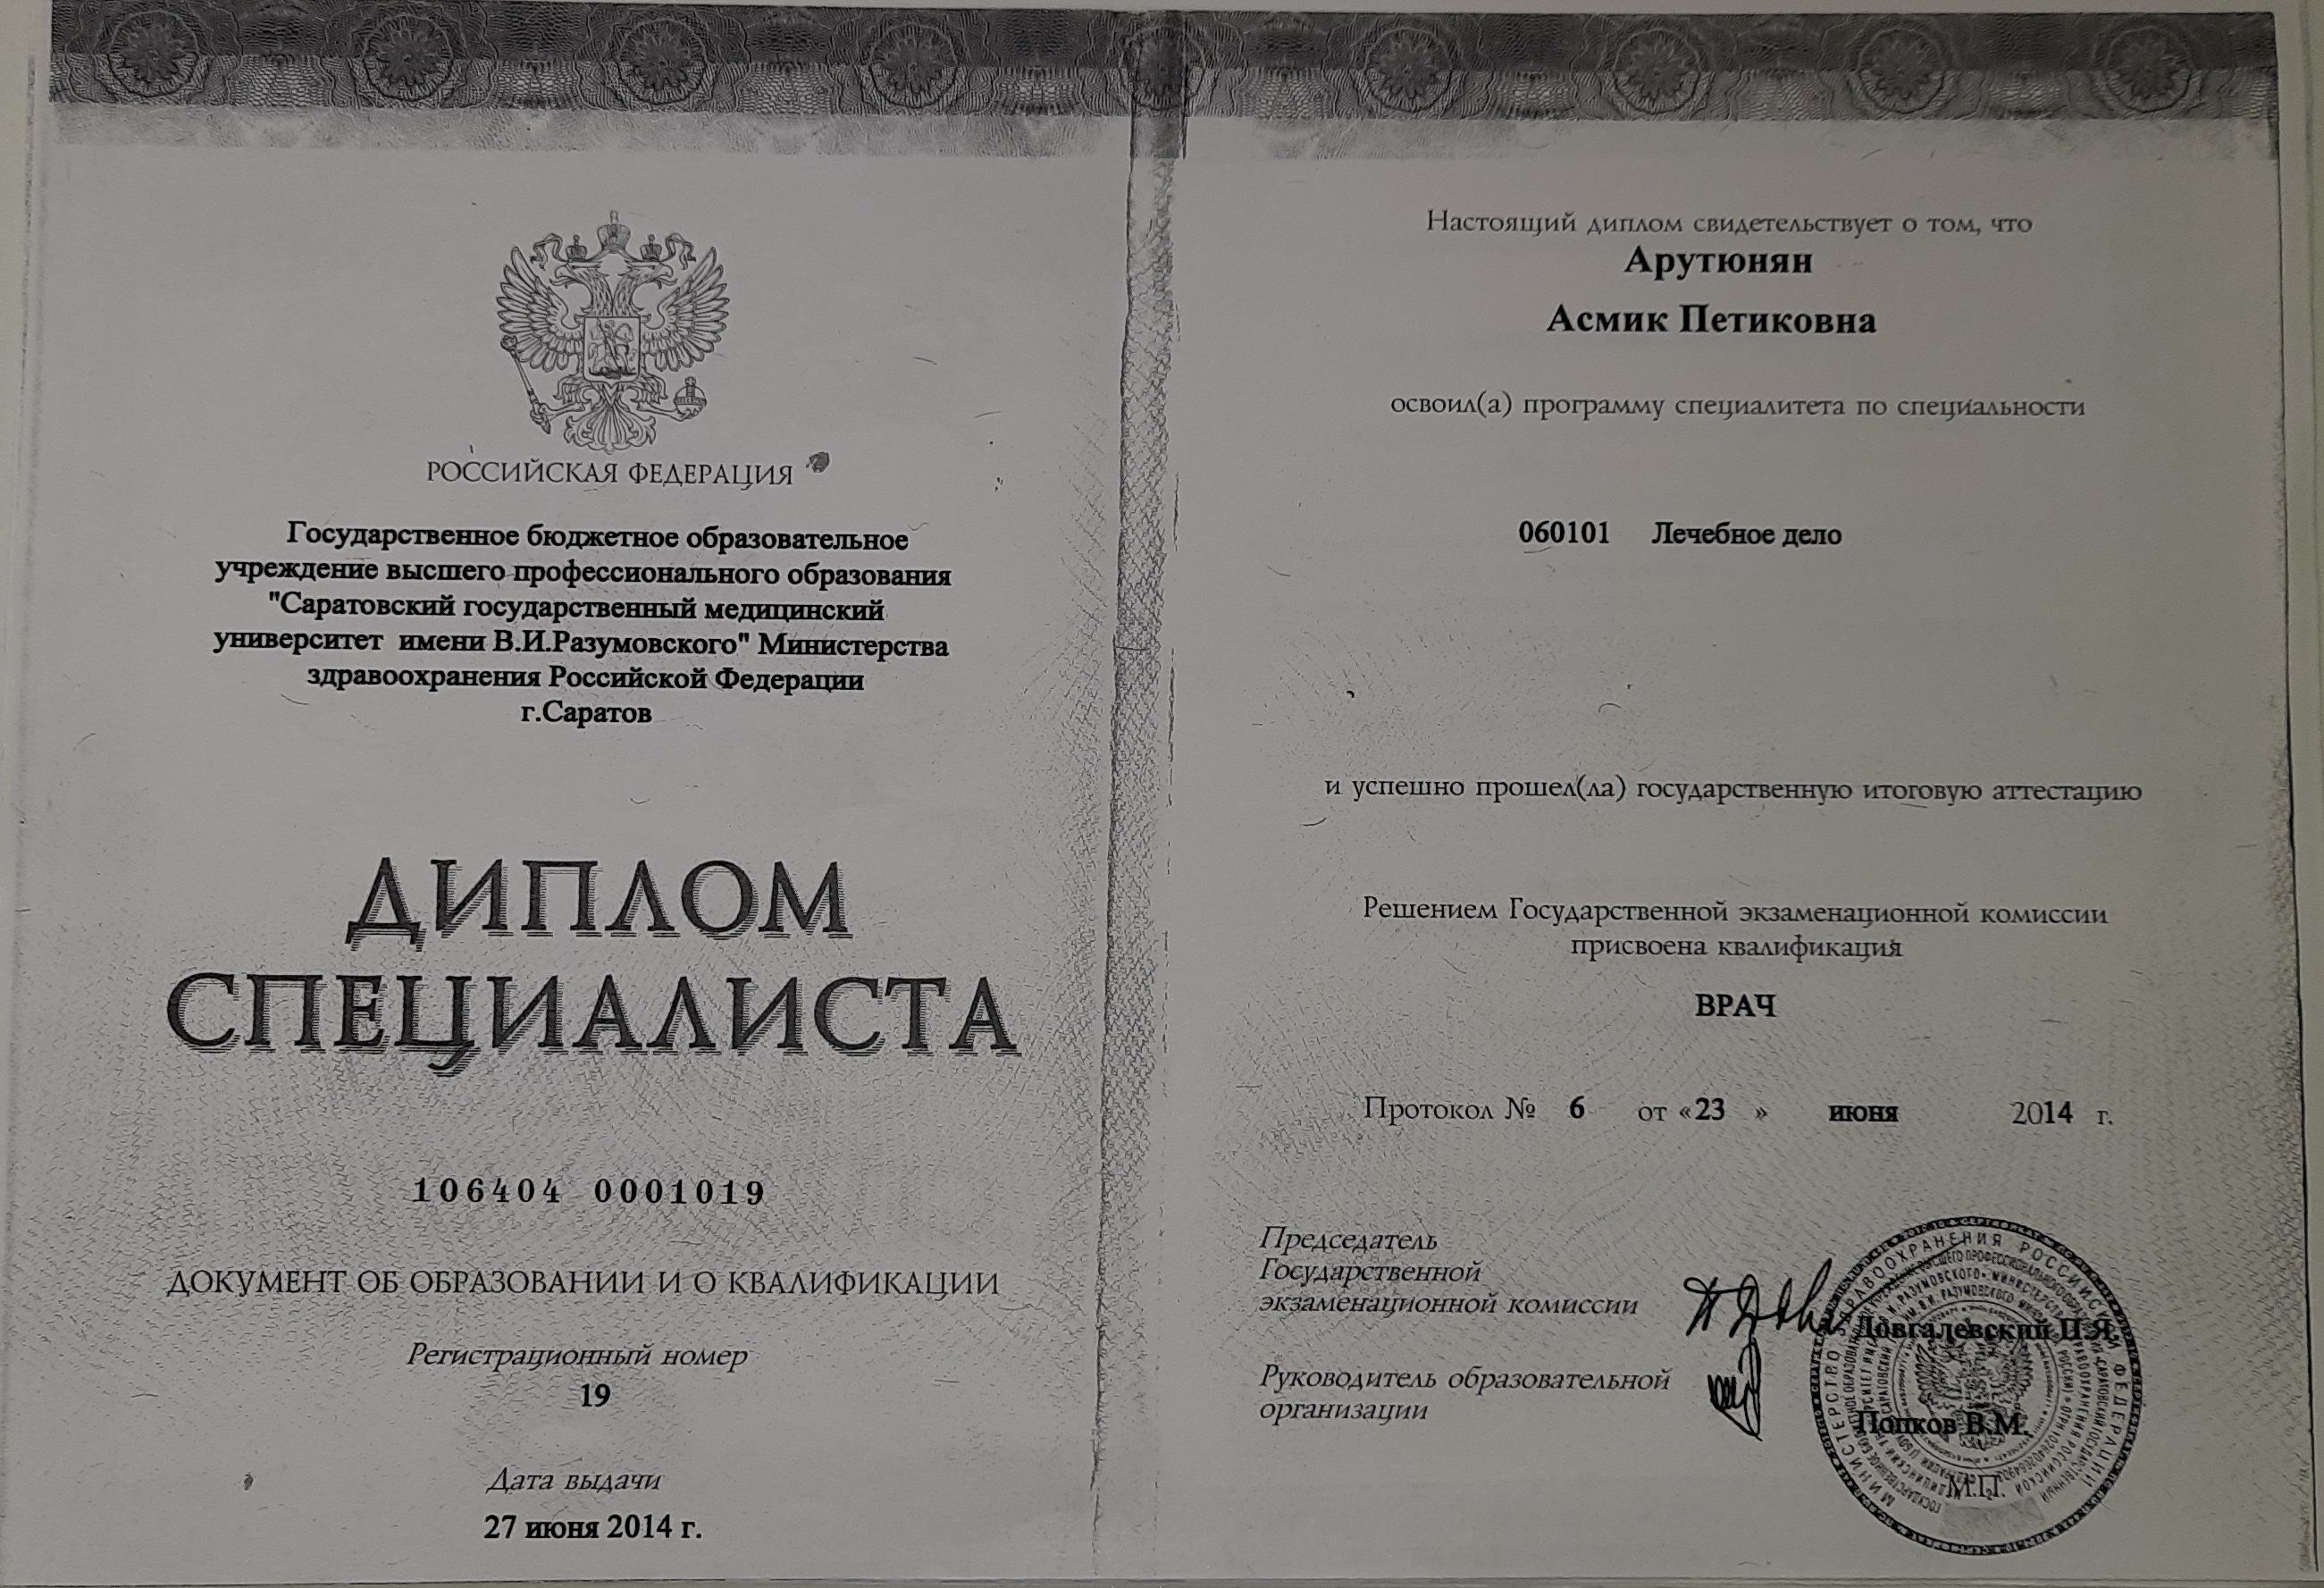 РОССИЙСКАЯ ФЕДЕРАЦИЯ
Государственное бюджетное образовательное
учреждение высшего профессионального образования
"Саратовский государственный медицинский
университет имени В.И.Разумовского" Министерства
здравоохранения Российской Федерации
г.Саратов
ДИПЛОМ
СПЕЦИАЛИСТА
106404 0001019
ДОКУМЕНТ ОБ ОБРАЗОВАНИИ И О КВАЛИФИКАЦИИ
Регистрационный номер
19
Дата выдачи
27 июня 2014 г.
Настоящий диплом свидетельствует о том, что
Арутюнян
Асмик Петиковна
освоил(а) программу специалитета по специальности
060101 Лечебное дело
и успешно прошел(ла) государственную итоговую аттестацию
Решением Государственной экзаменационной комиссии
присвоена квалификация
ВРАЧ
Протокол № 6 от «23 » июня 2014 г.
Председатель
Государственной
экзаменационной комиссии
Довгалевский П.Я.
Руководитель образовательной
организации
Попков В.М.
М.П.
МИНИСТЕРСТВО ЗДРАВООХРАНЕНИЯ РОССИЙСКОЙ ФЕДЕРАЦИИ